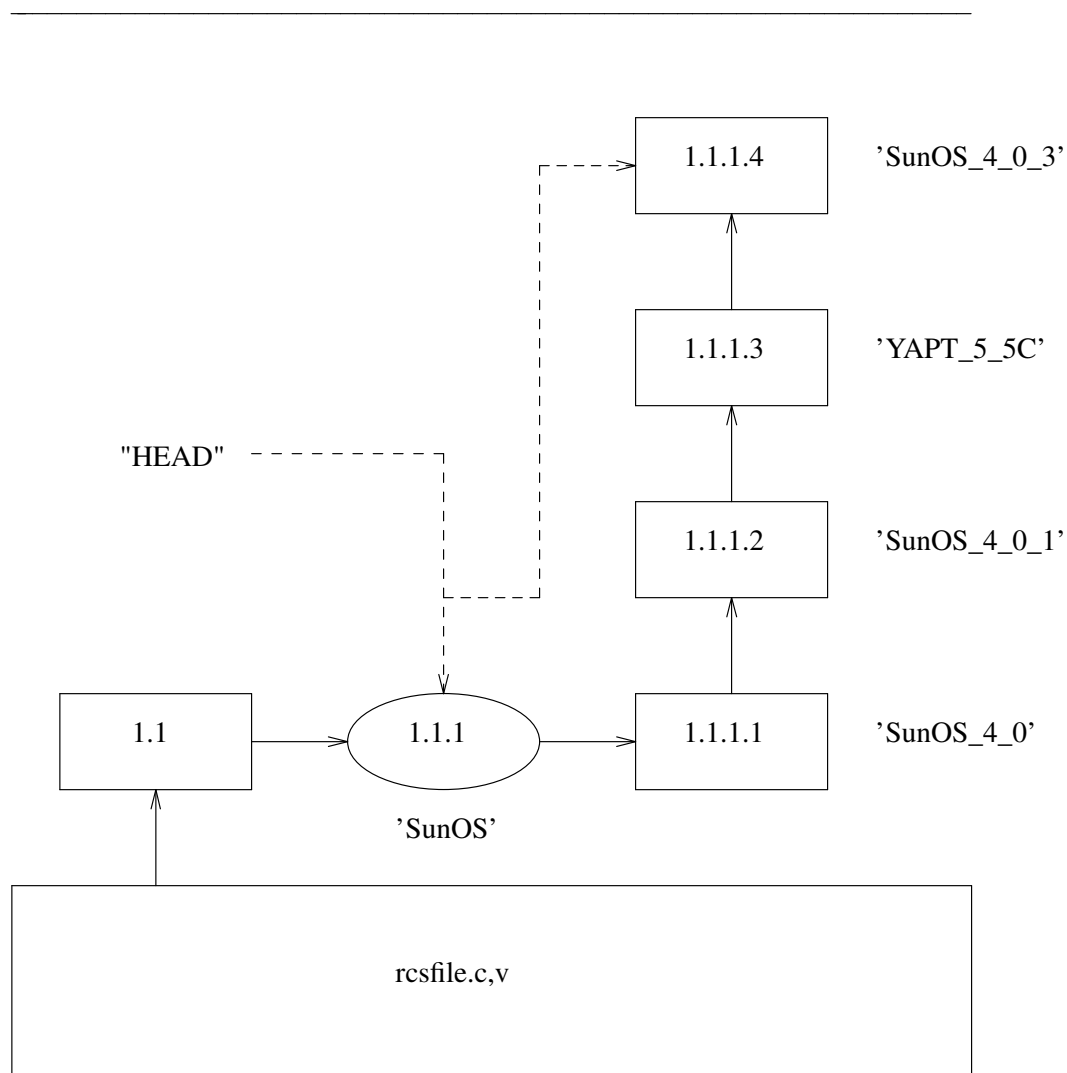 1.1.1.4 ’SunOS_4_0_3’
1.1.1.3 ’YAPT_5_5C’
"HEAD"
1.1.1.2 ’SunOS_4_0_1’
1.1 1.1.1 1.1.1.1 ’SunOS_4_0’
’SunOS’
rcsfile.c,v